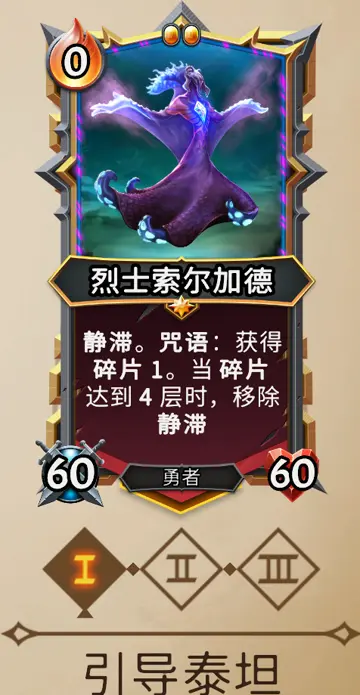 0
烈士索尔加德
静滞。咒语：获得
碎片 1。当 碎片
达到 4 层时，移除
静滞
60
勇者
60
I
II
III
引导泰坦